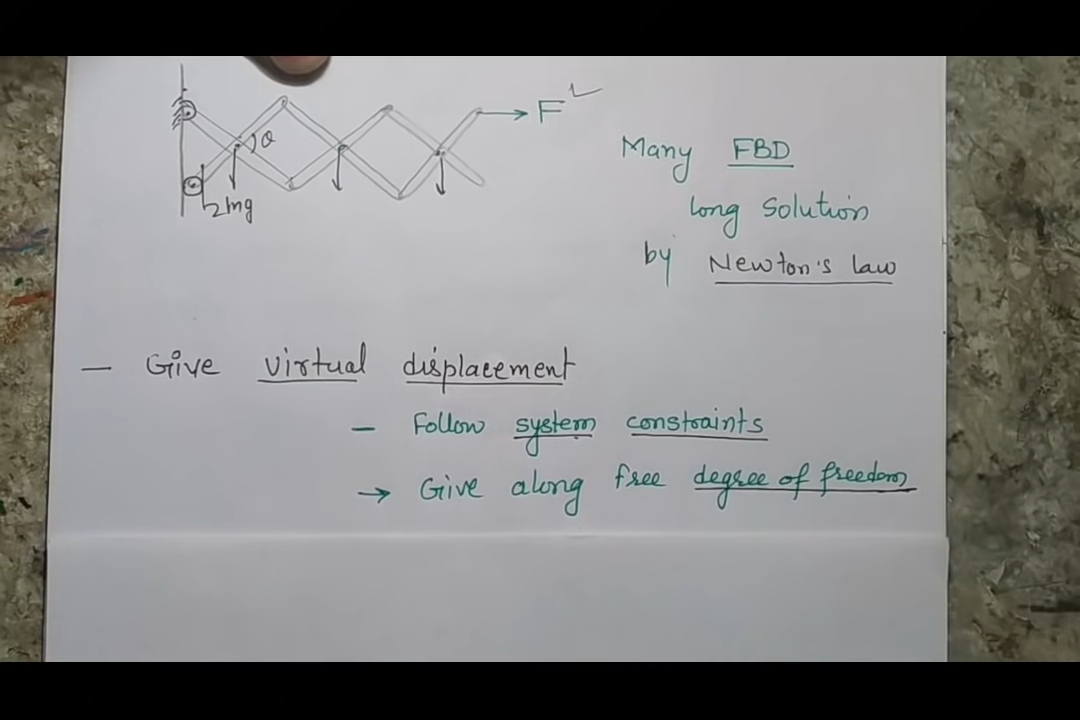 F
θ
2mg
Many FBD
long solution
by Newton's law
— Give virtual displacement
— Follow system constraints
→ Give along free degree of freedom